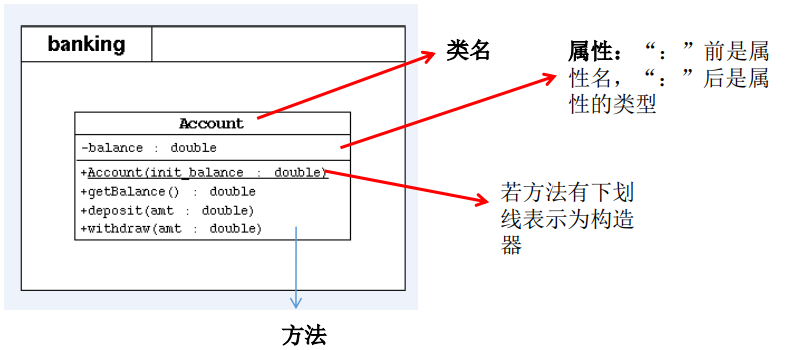 banking
类名
属性：“：”前是属
性名，“：”后是属
性的类型
Account
-balance : double
+Account(init_balance : double)
+getBalance() : double
+deposit(amt : double)
+withdraw(amt : double)
若方法有下划
线表示为构造
器
方法